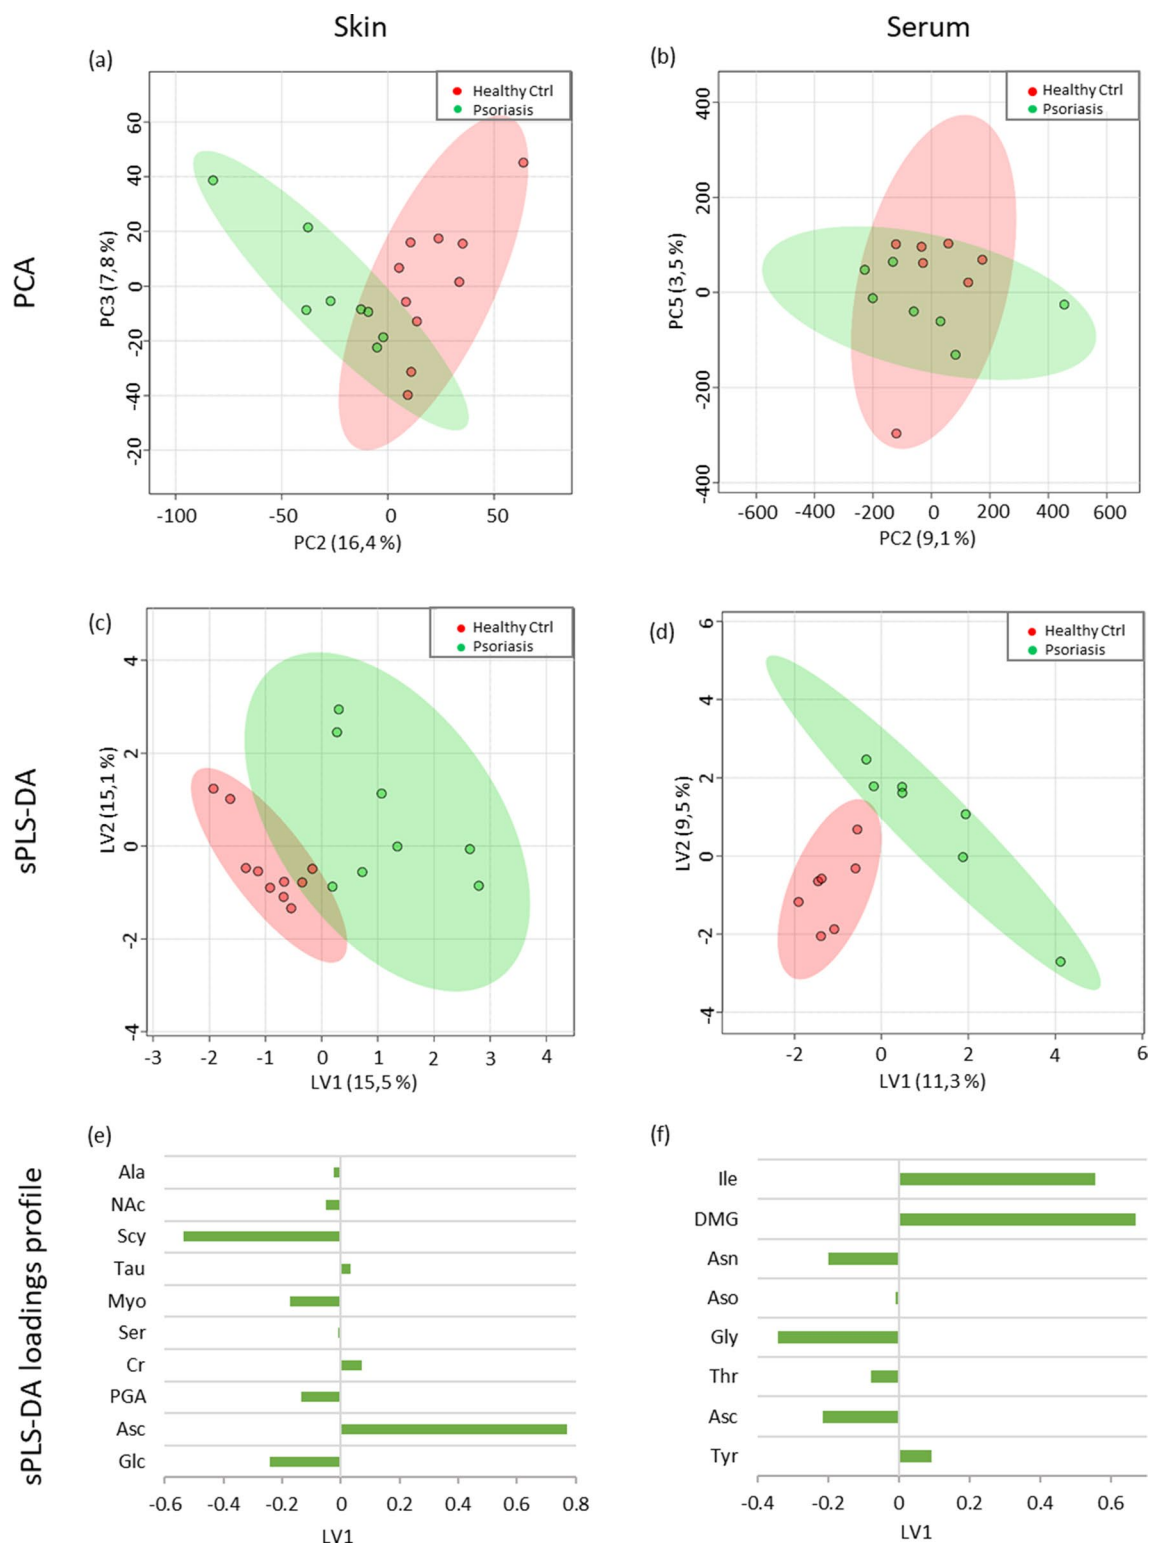 Skin
Serum
PCA
(a)
Healthy Ctrl
Psoriasis
PC3 (7,8 %)
60
40
20
0
-20
-40
-20
-100 -50 0 50
PC2 (16,4 %)
(b)
Healthy Ctrl
Psoriasis
PC5 (3,5 %)
400
200
0
-200
-400
-600 -400 -200 0 200 400 600
PC2 (9,1 %)
sPLS-DA
(c)
Healthy Ctrl
Psoriasis
LV2 (15,1 %)
4
2
0
-2
-4
-3 -2 -1 0 1 2 3 4
LV1 (15,5 %)
(d)
Healthy Ctrl
Psoriasis
LV2 (9,5 %)
6
4
2
0
-2
-4
-2 0 2 4 6
LV1 (11,3 %)
sPLS-DA loadings profile
(e)
Ala
NAc
Scy
Tau
Myo
Ser
Cr
PGA
Asc
Glc
-0.6 -0.4 -0.2 0 0.2 0.4 0.6 0.8
LV1
(f)
Ile
DMG
Asn
Aso
Gly
Thr
Asc
Tyr
-0.4 -0.2 0 0.2 0.4 0.6
LV1